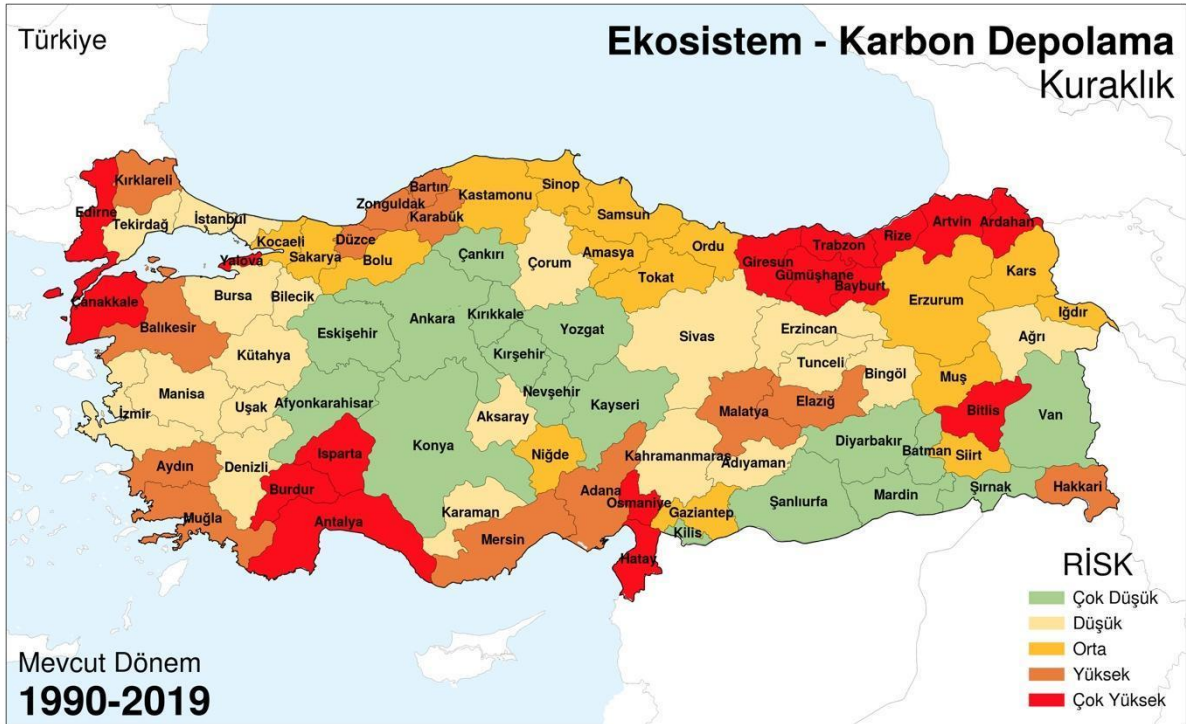 Türkiye
Ekosistem - Karbon Depolama
Kuraklık
Kırklareli
Edirne
Tekirdağ
İstanbul
Kocaeli
Yalova
Sakarya
Düzce
Bolu
Zonguldak
Bartın
Karabük
Kastamonu
Sinop
Samsun
Çankırı
Çorum
Amasya
Tokat
Ordu
Giresun
Trabzon
Gümüşhane
Bayburt
Rize
Artvin
Ardahan
Kars
Erzurum
Iğdır
Ağrı
Çanakkale
Balıkesir
Bursa
Bilecik
Kütahya
Eskişehir
Ankara
Kırıkkale
Kırşehir
Yozgat
Sivas
Erzincan
Tunceli
Bingöl
Muş
Manisa
İzmir
Uşak
Afyonkarahisar
Konya
Aksaray
Nevşehir
Kayseri
Malatya
Elazığ
Bitlis
Van
Aydın
Denizli
Isparta
Burdur
Muğla
Antalya
Karaman
Niğde
Mersin
Adana
Kahramanmaraş
Osmaniye
Hatay
Adıyaman
Gaziantep
Kilis
Şanlıurfa
Diyarbakır
Mardin
Batman
Siirt
Şırnak
Hakkari
RİSK
Çok Düşük
Düşük
Orta
Yüksek
Çok Yüksek
Mevcut Dönem
1990-2019